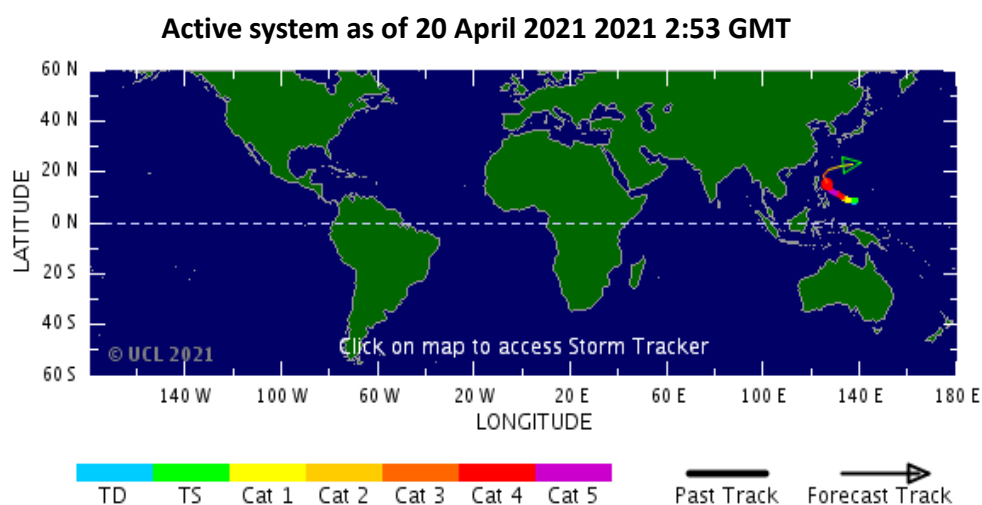 Active system as of 20 April 2021 2021 2:53 GMT
60 N
40 N
20 N
0 N
20 S
40 S
60 S
LATITUDE
Click on map to access Storm Tracker
© UCL 2021
140 W 100 W 60 W 20 W 20 E 60 E 100 E 140 E 180 E
LONGITUDE
TD TS Cat 1 Cat 2 Cat 3 Cat 4 Cat 5 Past Track Forecast Track